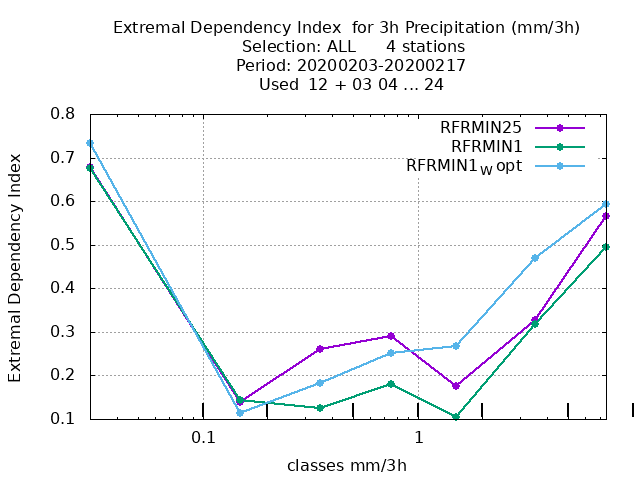 Extremal Dependency Index  for 3h Precipitation (mm/3h)
Selection: ALL      4 stations
Period: 20200203-20200217
Used  12 + 03 04 ... 24
0.8
0.7
0.6
0.5
0.4
0.3
0.2
0.1
Extremal Dependency Index
RFRMIN25
RFRMIN1
RFRMIN1W opt
0.1
1
classes mm/3h